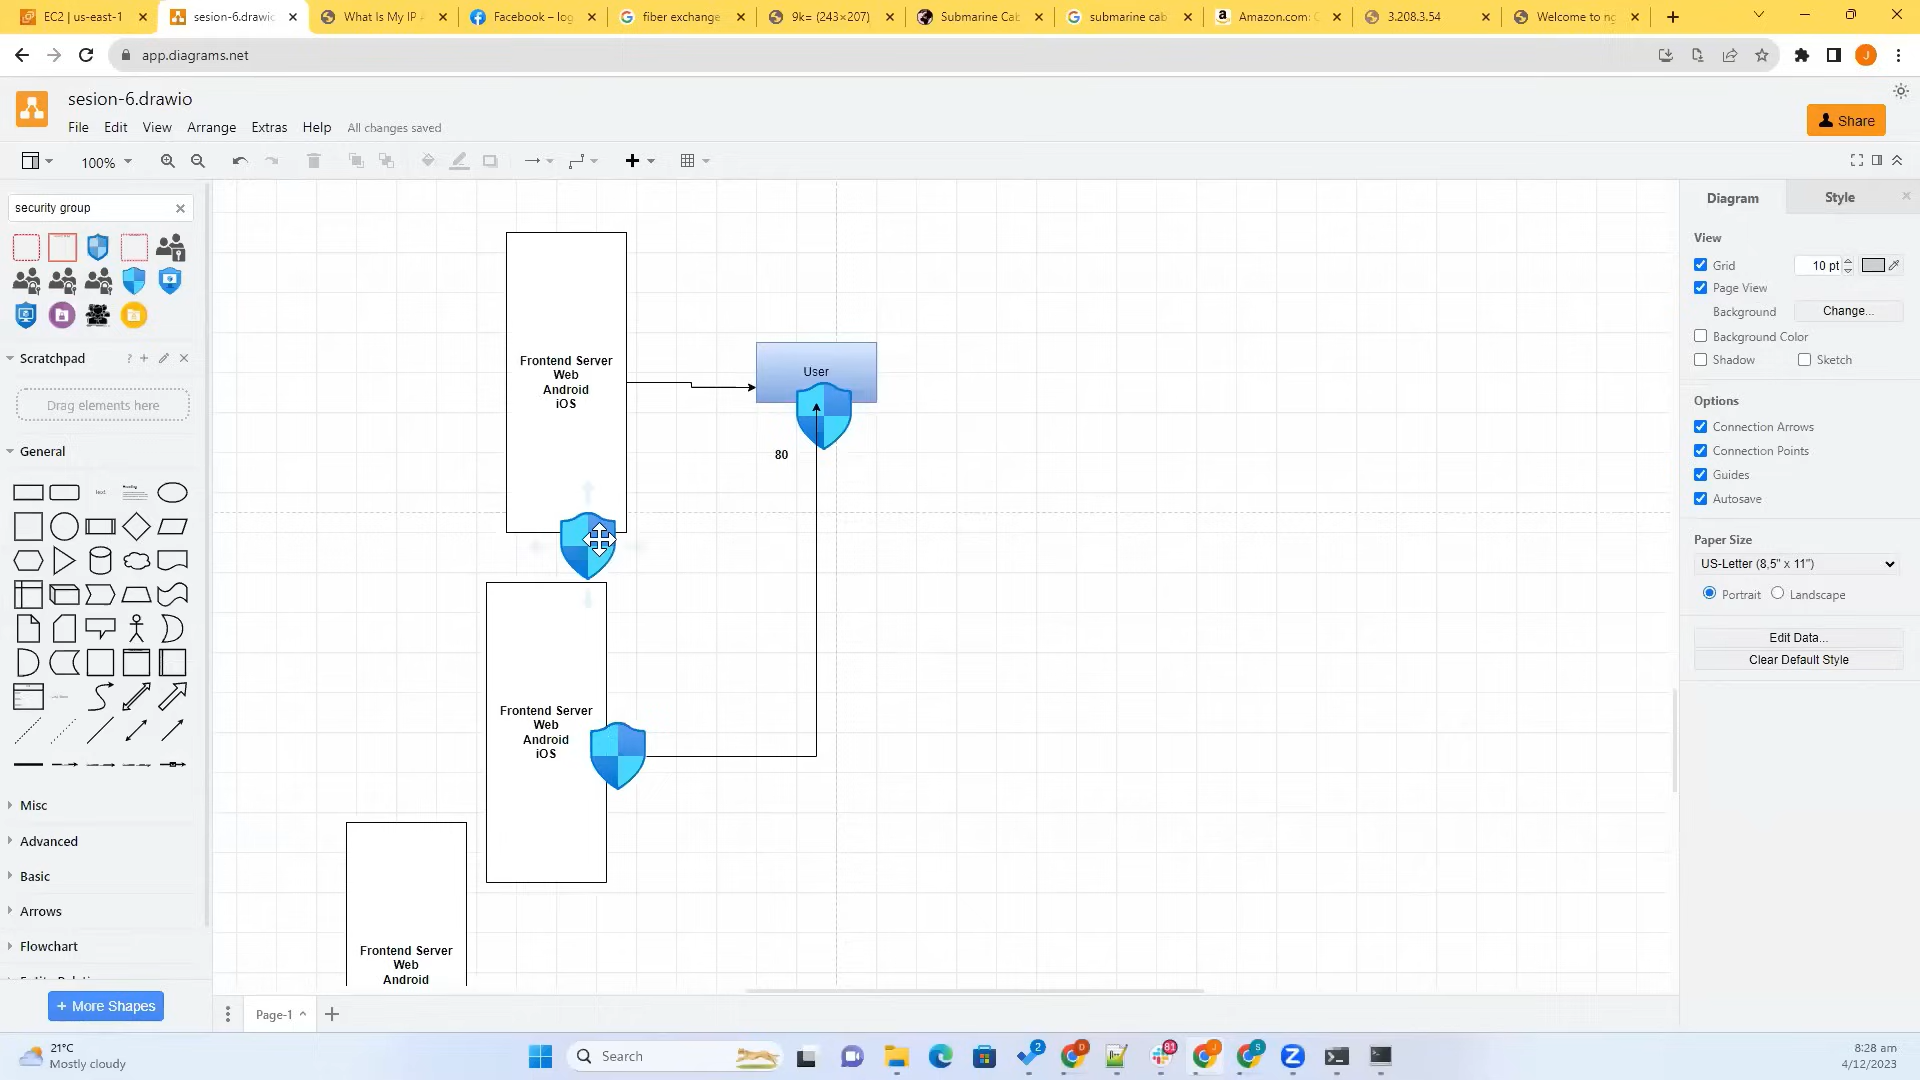 EC2 | us-east-1
sesion-6.drawio
What Is My IP A
Facebook – log
fiber exchange
9k= (243×207)
Submarine Cab
submarine cab
Amazon.com: C
3.208.3.54
Welcome to ng
app.diagrams.net
J
sesion-6.drawio
File
Edit
View
Arrange
Extras
Help
All changes saved
Share
100%
security group
Scratchpad
?
Drag elements here
General
Text
Heading
Misc
Advanced
Basic
Arrows
Flowchart
+ More Shapes
Frontend Server
Web
Android
iOS
User
80
Frontend Server
Web
Android
iOS
Frontend Server
Web
Android
Diagram
Style
View
Grid
10 pt
Page View
Background
Change...
Background Color
Shadow
Sketch
Options
Connection Arrows
Connection Points
Guides
Autosave
Paper Size
US-Letter (8,5" x 11")
Portrait
Landscape
Edit Data...
Clear Default Style
Page-1
21°C
Mostly cloudy
Search
2
D
81
J
S
8:28 am
4/12/2023